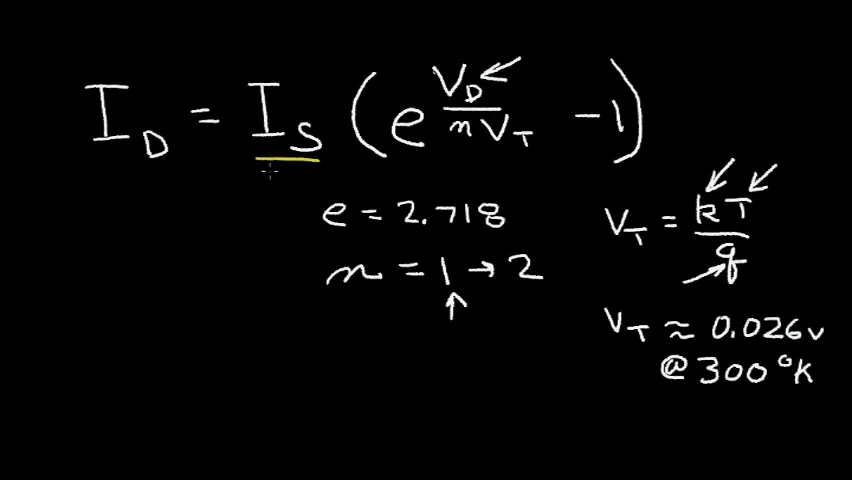 I_D = I_S (e^(V_D / nV_T) - 1)
e = 2.718
n = 1 → 2
V_T = kT / q
V_T ≈ 0.026v
@ 300 °K